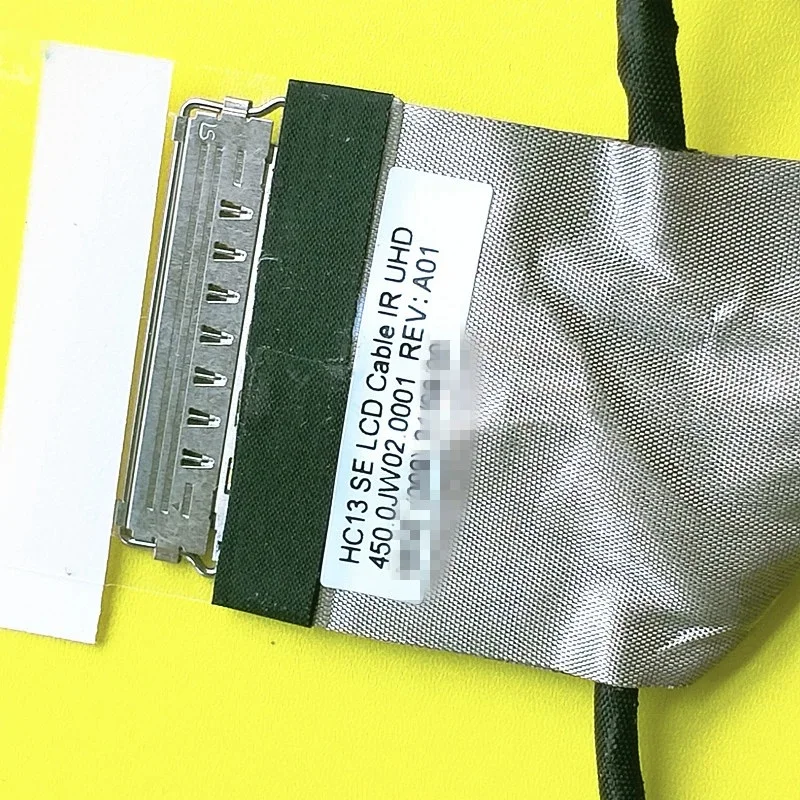 HC13 SE LCD Cable IR UHD
450.0JW02.0001 REV: A01